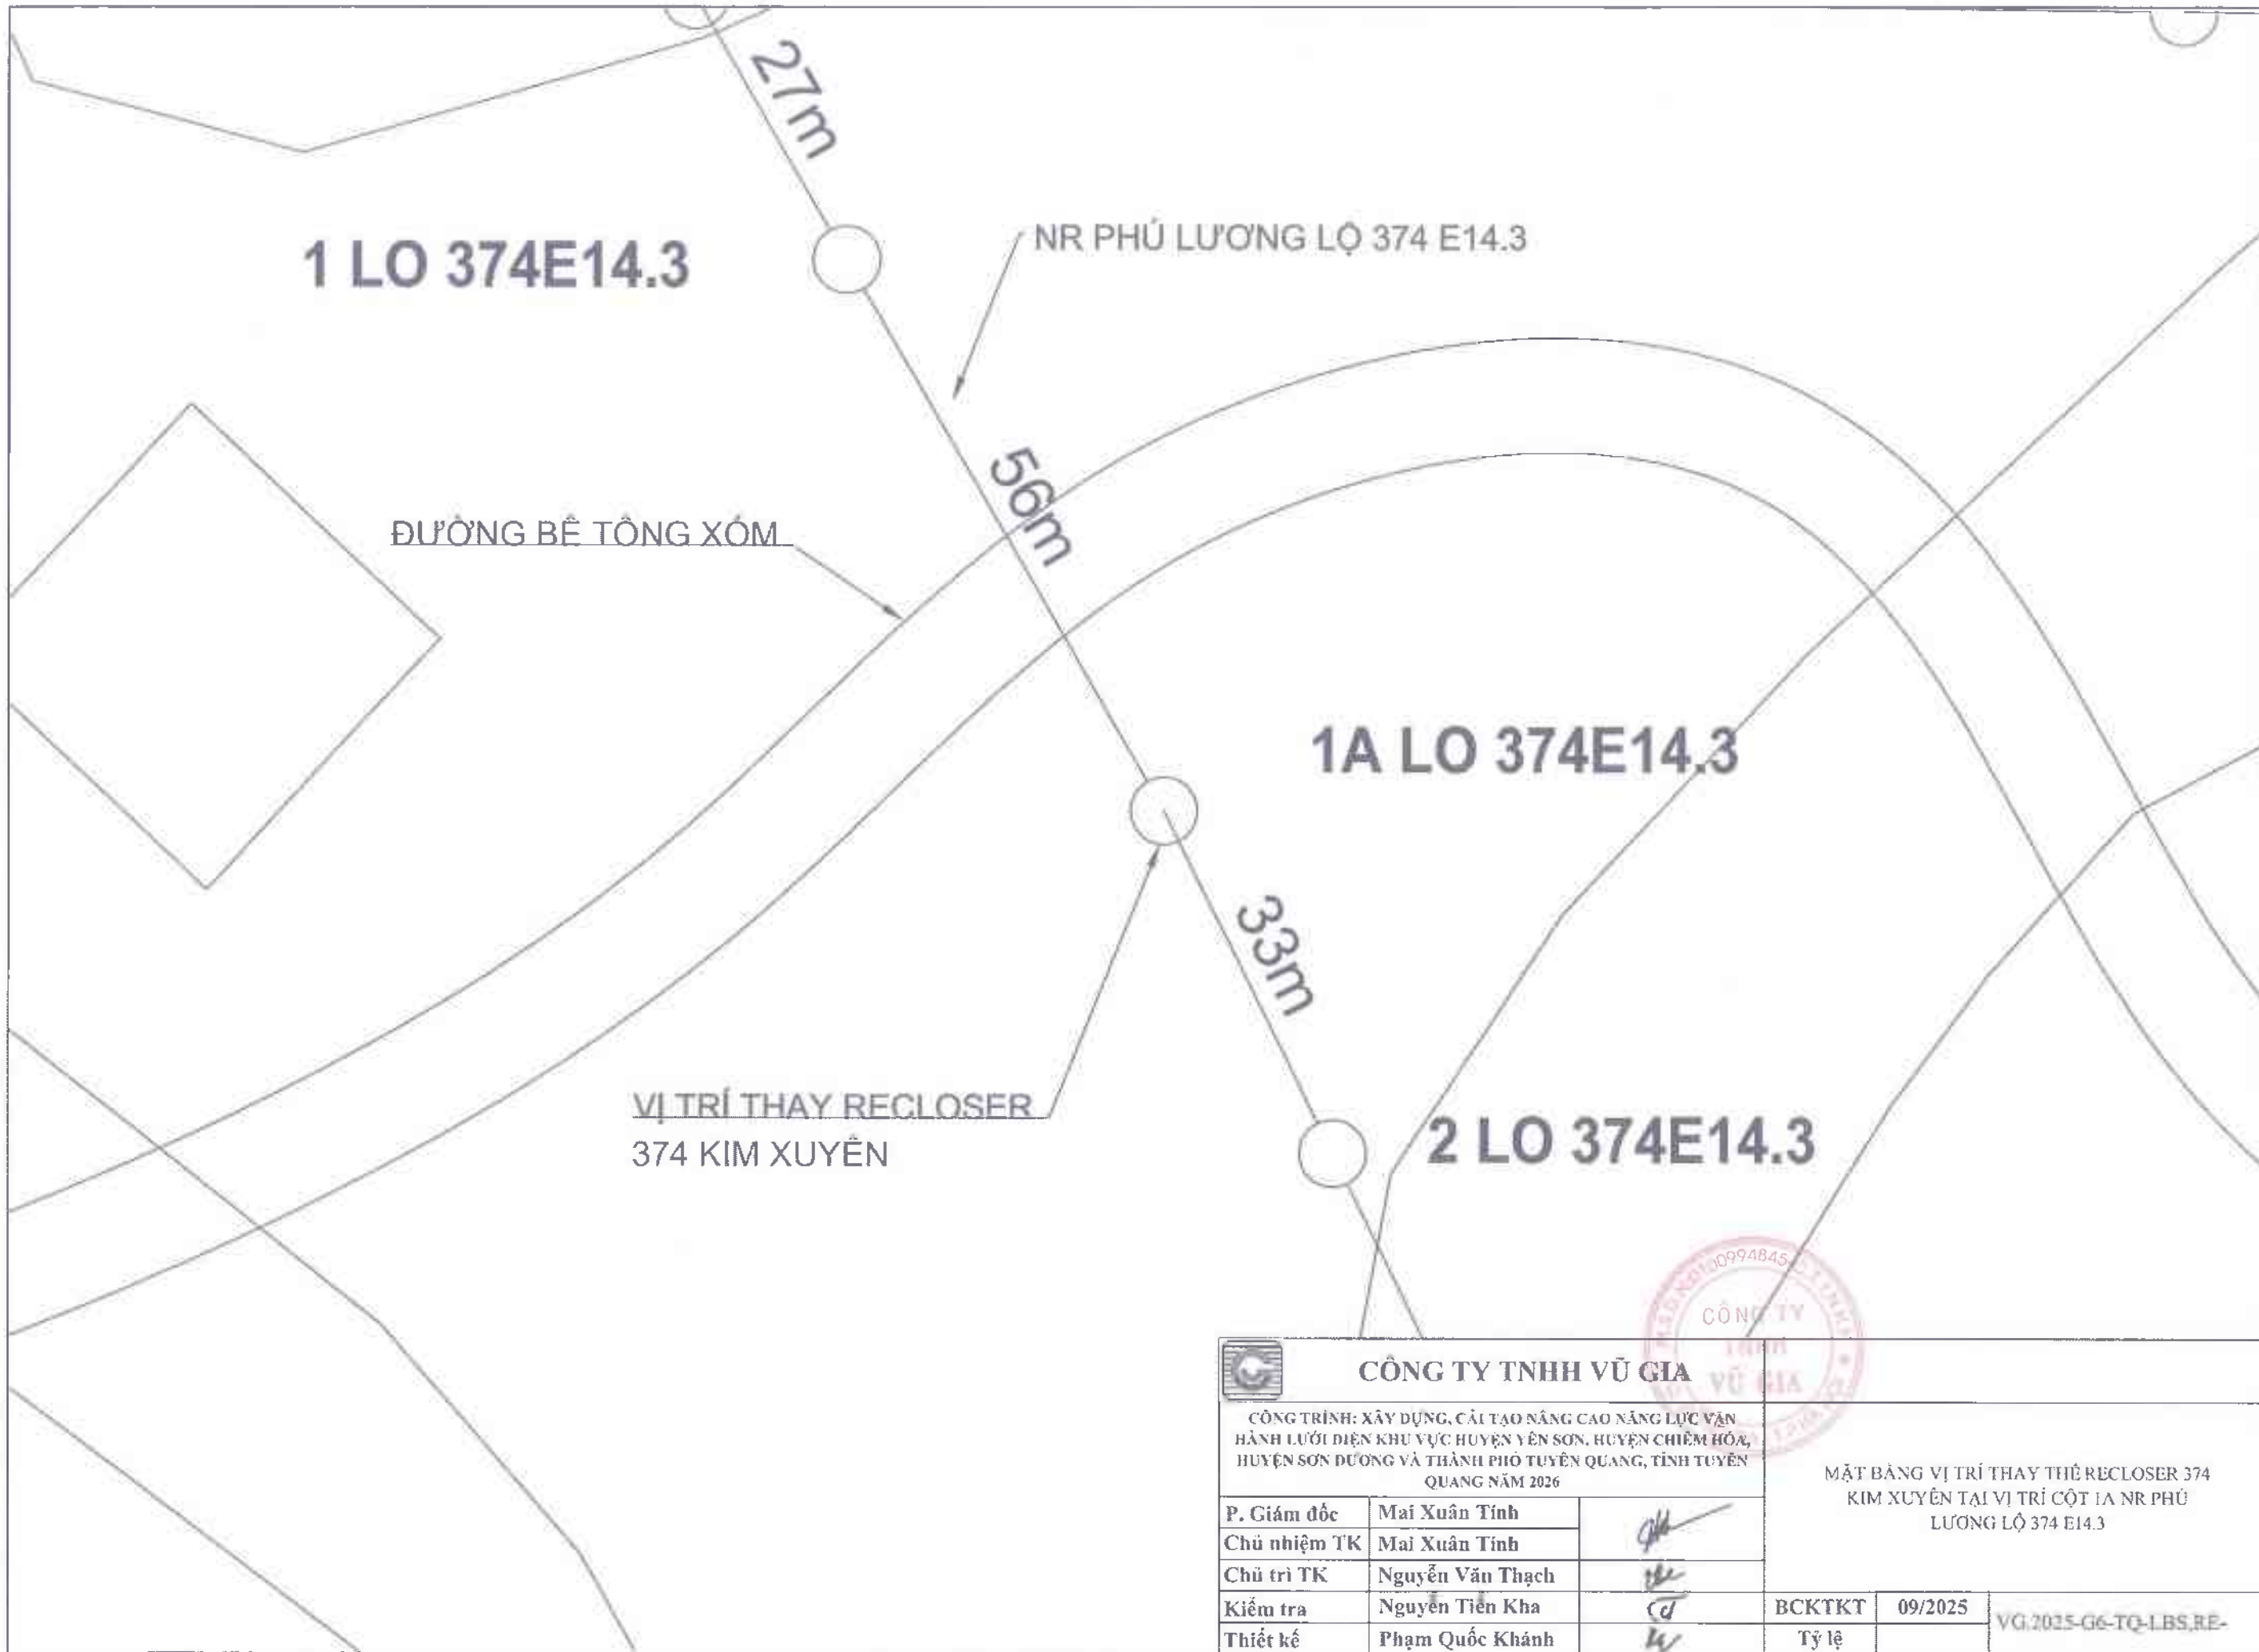 27m
1 LO 374E14.3
NR PHÚ LƯƠNG LỘ 374 E14.3
56m
ĐƯỜNG BÊ TÔNG XÓM
1A LO 374E14.3
33m
VỊ TRÍ THAY RECLOSER
374 KIM XUYÊN
2 LO 374E14.3
M.S.D.N:0100994845-C.T.T.N.H.H
CÔNG TY
TNHH
VŨ GIA
CÔNG TY TNHH VŨ GIA
CÔNG TRÌNH: XÂY DỰNG, CẢI TẠO NÂNG CAO NĂNG LỰC VẬN
HÀNH LƯỚI ĐIỆN KHU VỰC HUYỆN YÊN SƠN, HUYỆN CHIÊM HÓA,
HUYỆN SƠN DƯƠNG VÀ THÀNH PHỐ TUYÊN QUANG, TỈNH TUYÊN
QUANG NĂM 2026
MẶT BẰNG VỊ TRÍ THAY THẾ RECLOSER 374
KIM XUYÊN TẠI VỊ TRÍ CỘT 1A NR PHÚ
LƯƠNG LỘ 374 E14.3
P. Giám đốc Mai Xuân Tính
Chủ nhiệm TK Mai Xuân Tính
Chủ trì TK Nguyễn Văn Thạch
Kiểm tra Nguyễn Tiến Kha BCKTKT 09/2025 VG.2025-G6-TQ-LBS,RE-
Thiết kế Phạm Quốc Khánh Tỷ lệ